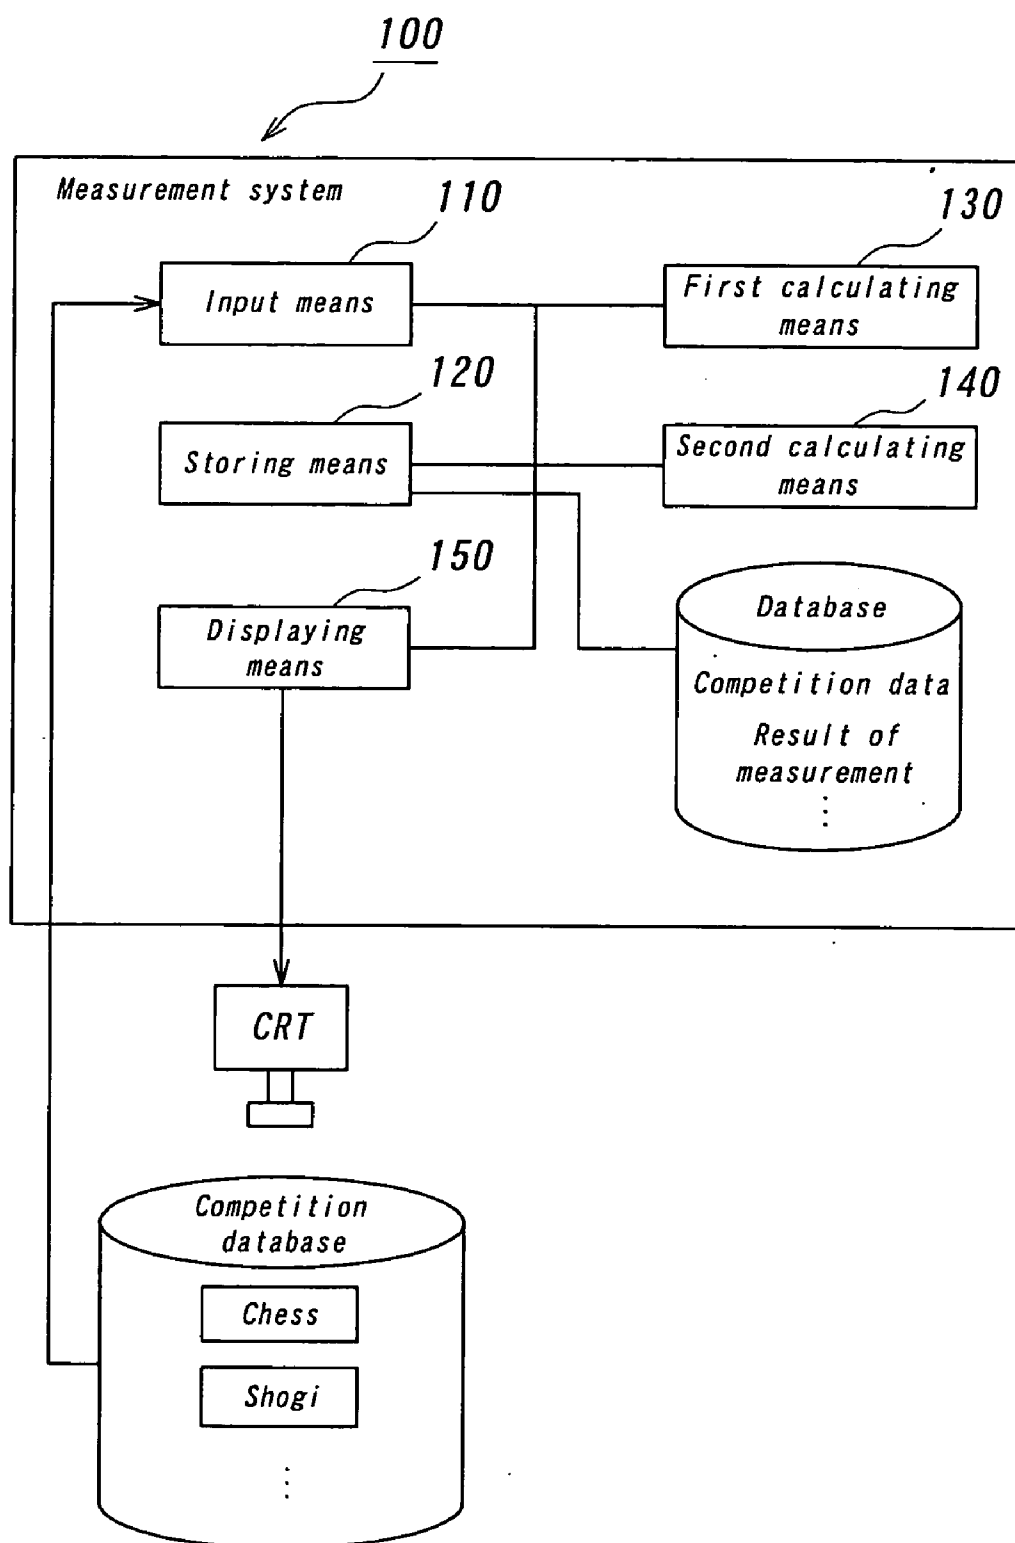 100
Measurement system
110
130
Input means
First calculating
means
120
140
Storing means
Second calculating
means
150
Displaying
means
Database
Competition data
Result of
measurement
CRT
Competition
database
Chess
Shogi